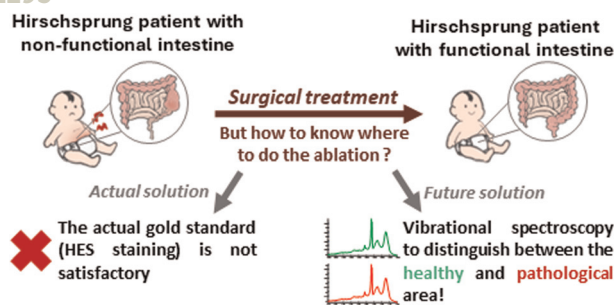 Hirschsprung patient with
non-functional intestine
Hirschsprung patient
with functional intestine
Surgical treatment
But how to know where
to do the ablation ?
Actual solution
Future solution
The actual gold standard
(HES staining) is not
satisfactory
Vibrational spectroscopy
to distinguish between the
healthy and pathological
area!